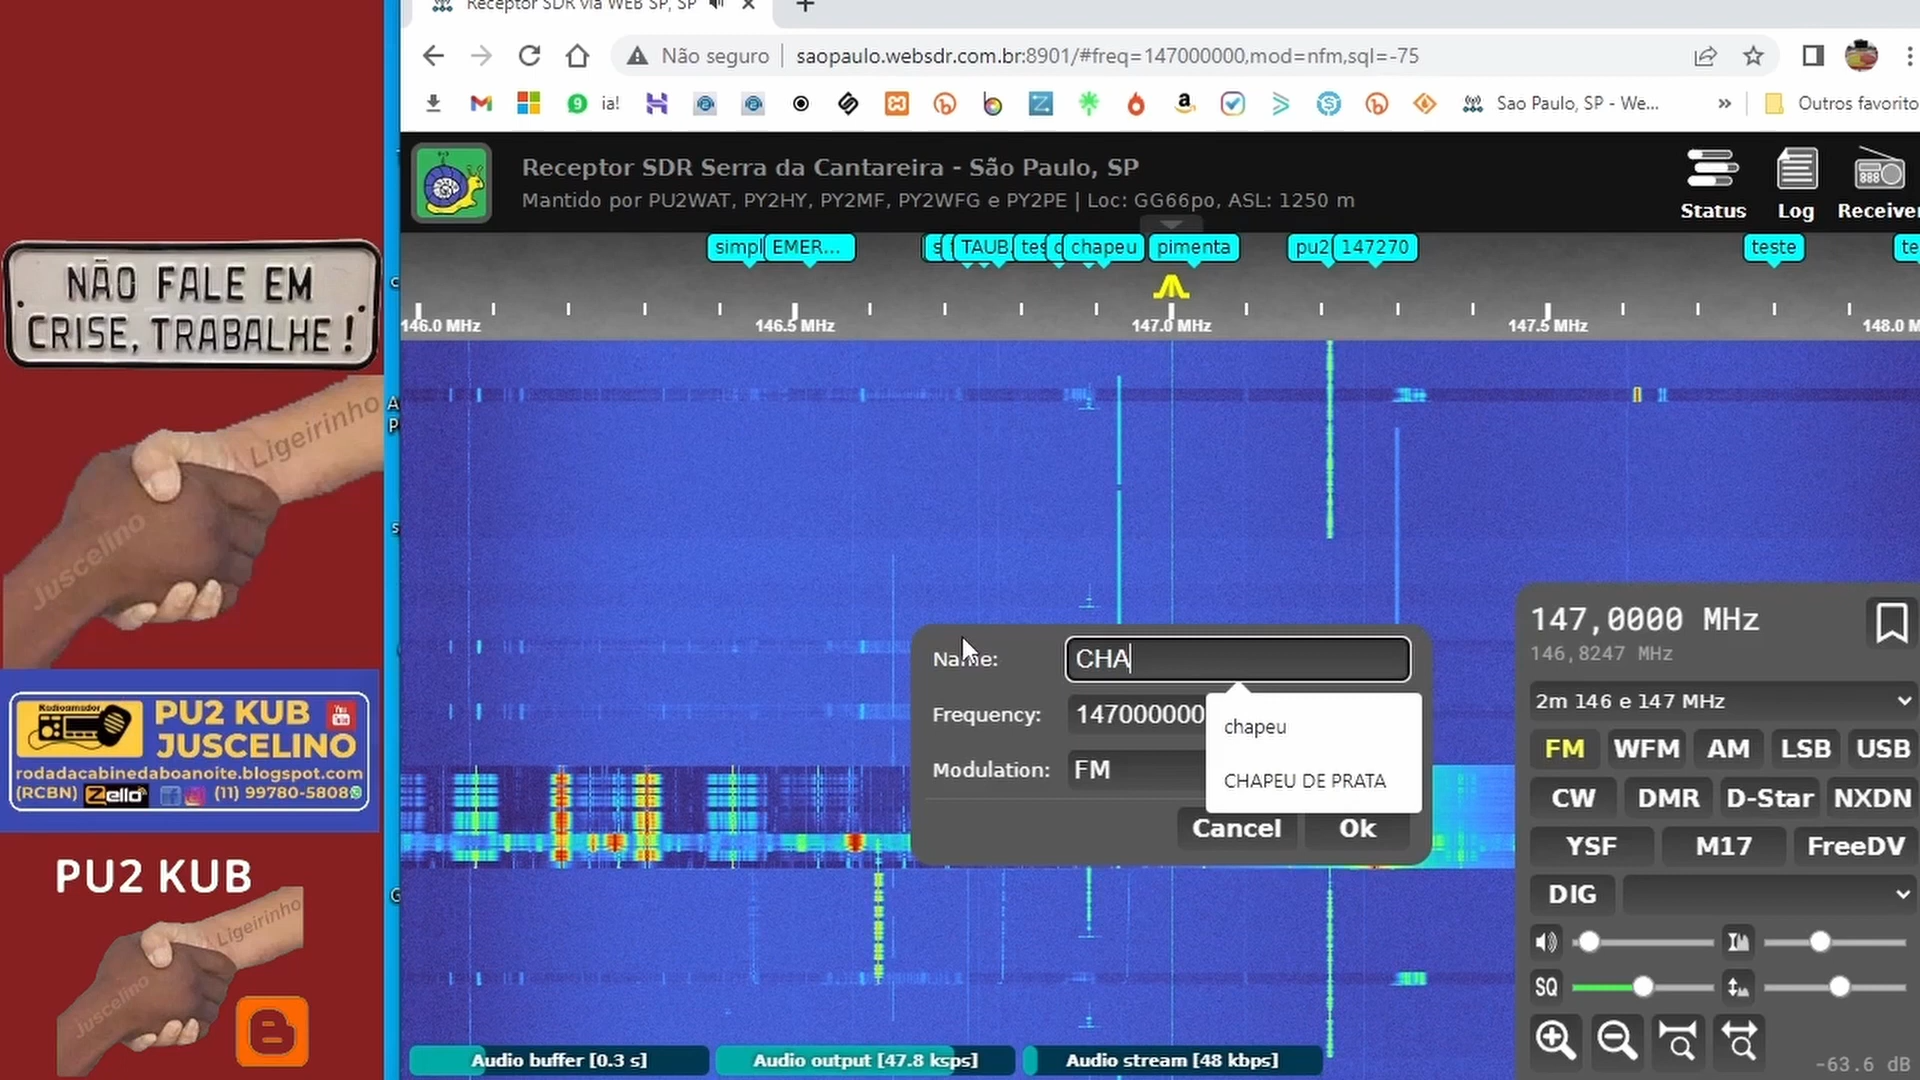 NÃO FALE EM
CRISE, TRABALHE !
Ligeirinho
Juscelino
Radioamador
PU2 KUB
You
Tube
JUSCELINO
rodadacabinedaboanoite.blogspot.com
(RCBN) Zello (11) 99780-5808
PU2 KUB
Ligeirinho
Juscelino
Receptor SDR via WEB SP, SP
Não seguro
saopaulo.websdr.com.br:8901/#freq=147000000,mod=nfm,sql=-75
9
ia!
Sao Paulo, SP - We...
»
Outros favorito
Receptor SDR Serra da Cantareira - São Paulo, SP
Mantido por PU2WAT, PY2HY, PY2MF, PY2WFG e PY2PE | Loc: GG66po, ASL: 1250 m
Status
Log
Receiver
simpl
EMER...
TAUB.
tes
chapeu
pimenta
pu2
147270
teste
te
146.0 MHz
146.5 MHz
147.0 MHz
147.5 MHz
148.0 M
Name:
CHA
Frequency:
147000000
Modulation:
FM
chapeu
CHAPEU DE PRATA
Cancel
Ok
147,0000 MHz
146,8247 MHz
2m 146 e 147 MHz
FM
WFM
AM
LSB
USB
CW
DMR
D-Star
NXDN
YSF
M17
FreeDV
DIG
SQ
-63.6 dB
Audio buffer [0.3 s]
Audio output [47.8 ksps]
Audio stream [48 kbps]